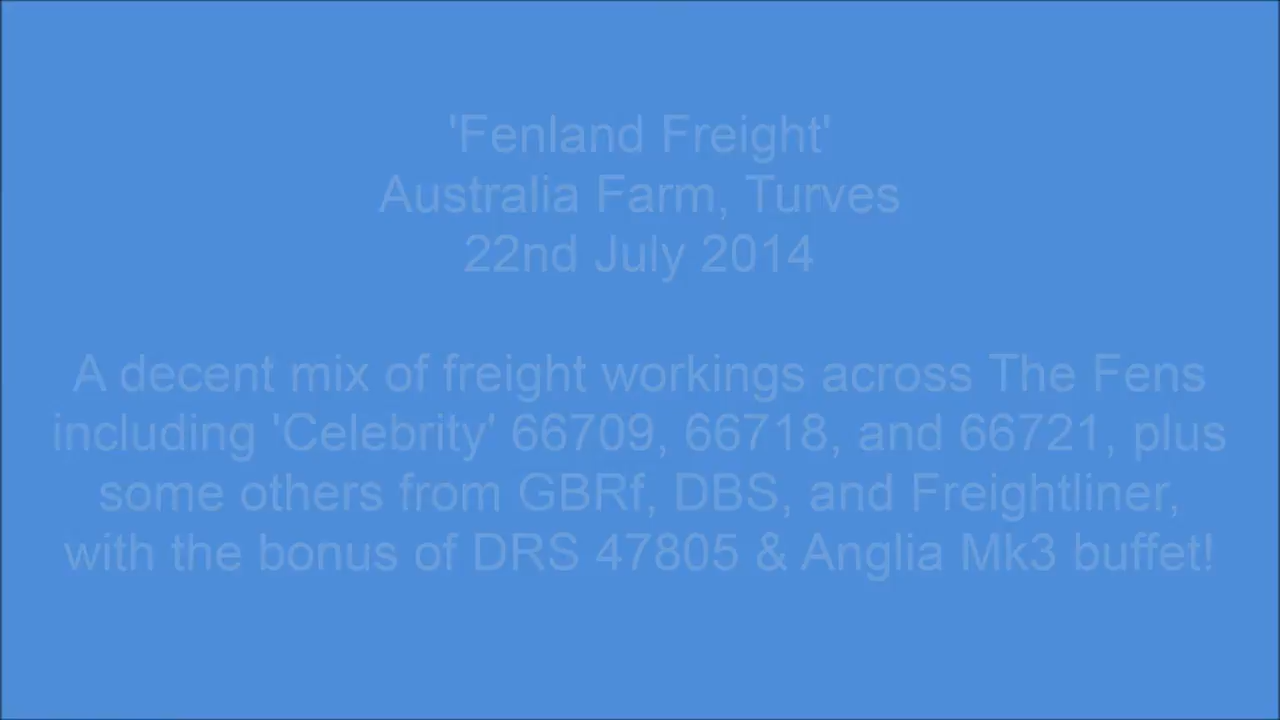 'Fenland Freight'
Australia Farm, Turves
22nd July 2014
A decent mix of freight workings across The Fens
including 'Celebrity' 66709, 66718, and 66721, plus
some others from GBRf, DBS, and Freightliner,
with the bonus of DRS 47805 & Anglia Mk3 buffet!